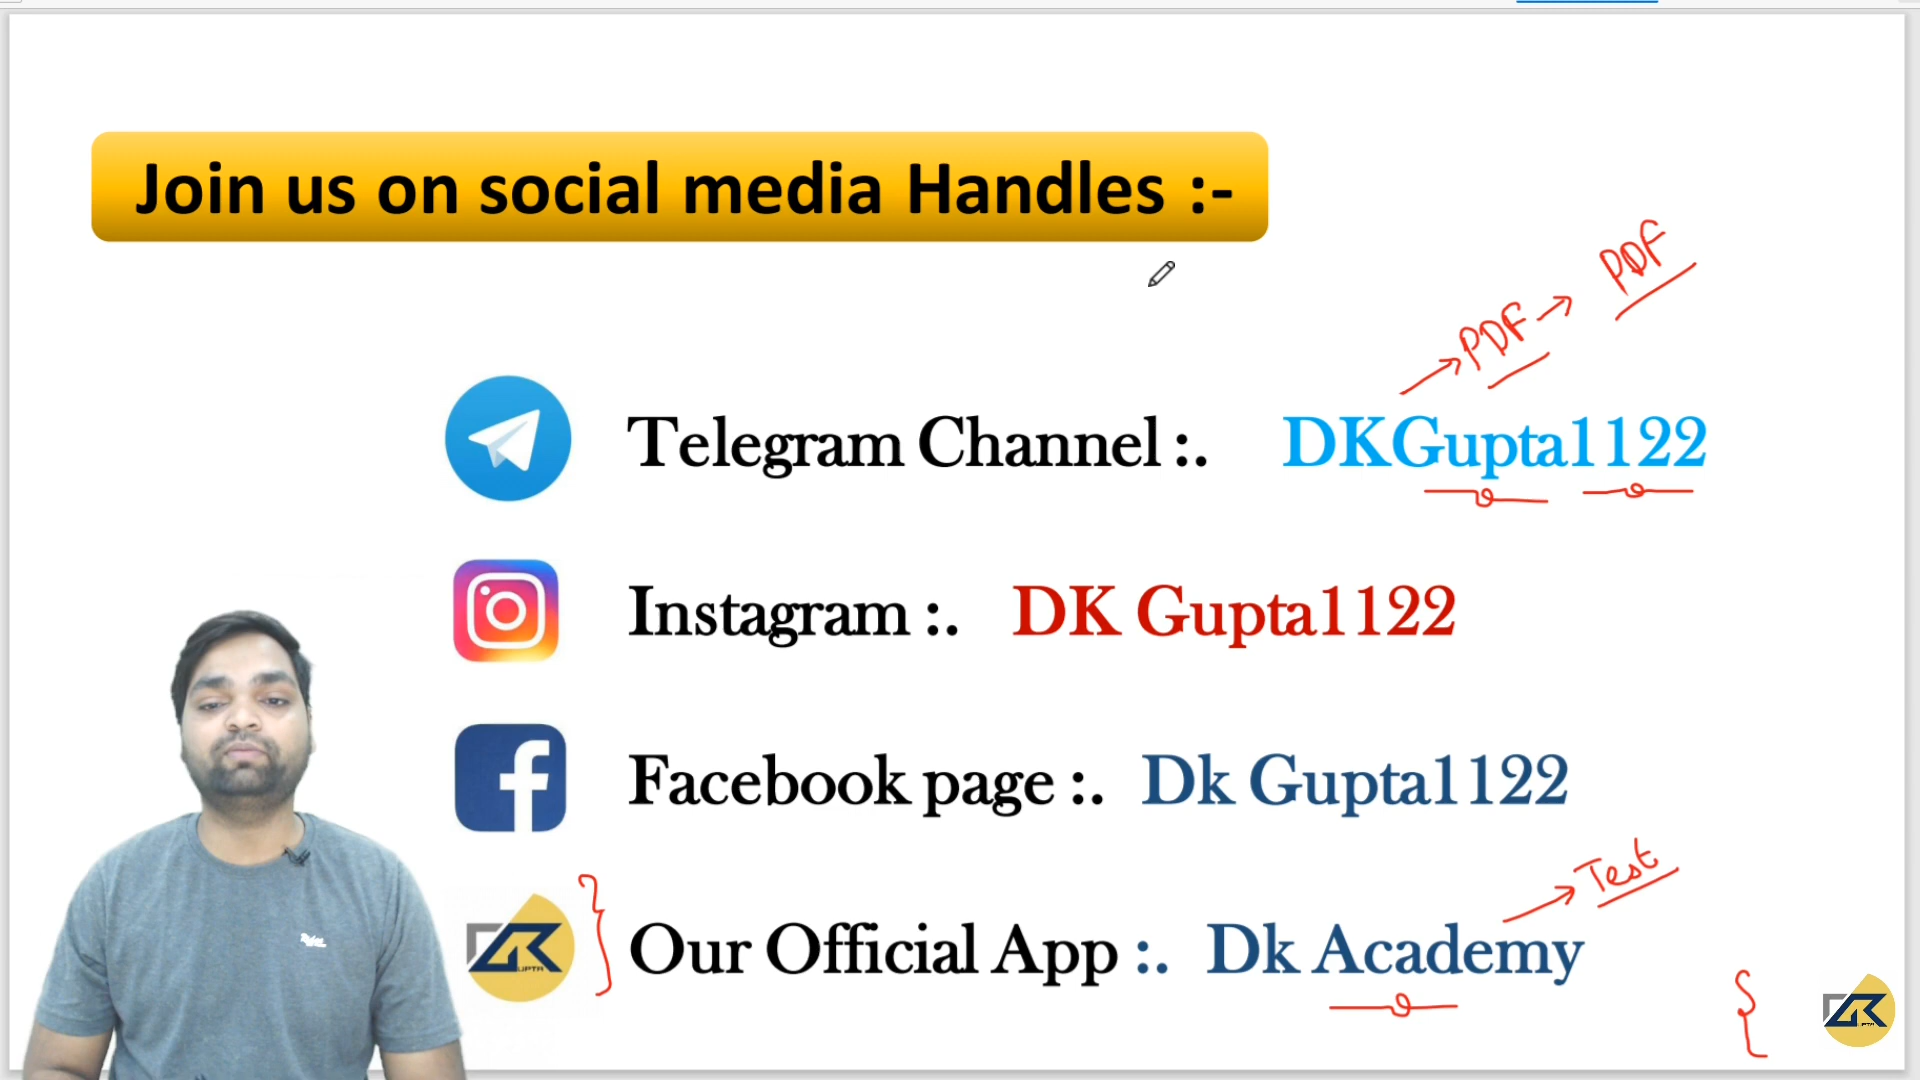 Join us on social media Handles :-
PDF
PDF
Telegram Channel :. DKGupta1122
Instagram :. DK Gupta1122
Facebook page :. Dk Gupta1122
Test
Our Official App :. Dk Academy
GUPTA